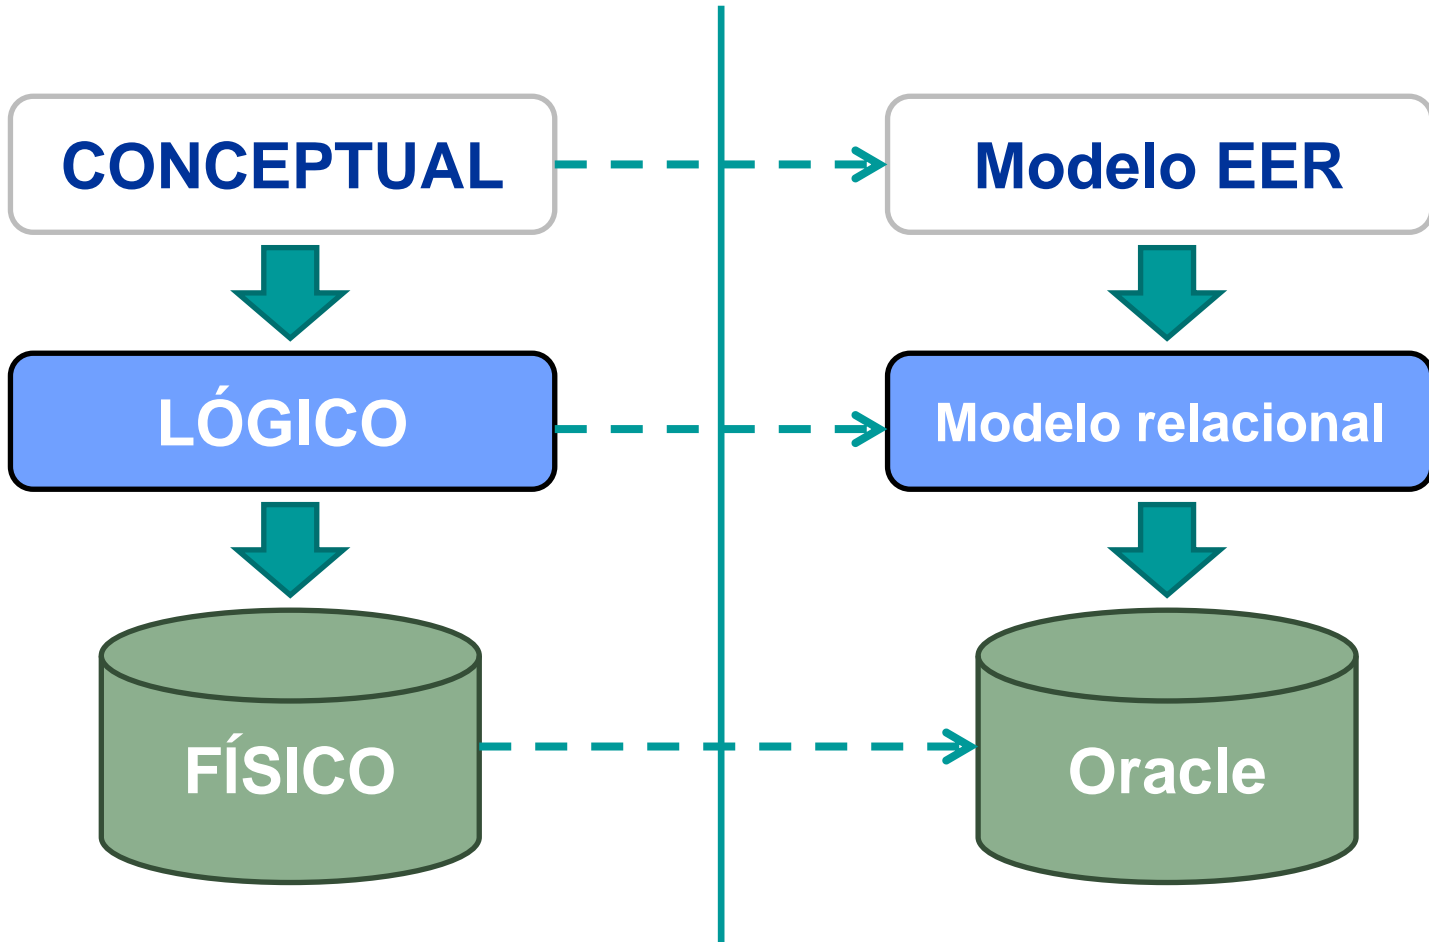 CONCEPTUAL
Modelo EER
LÓGICO
Modelo relacional
FÍSICO
Oracle